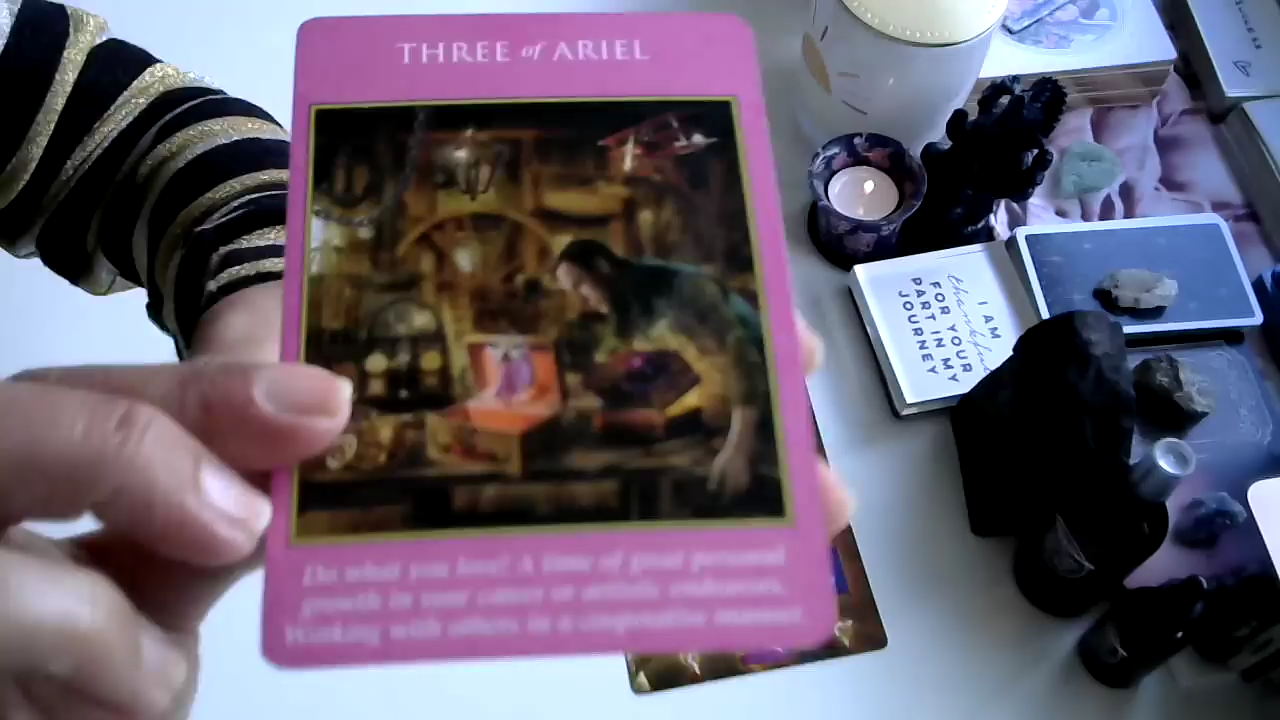 THREE of ARIEL
Do what you love! A time of great personal
growth in your career or artistic endeavors.
Working with others in a cooperative manner.
I AM
thankful
FOR YOUR
PART IN MY
JOURNEY